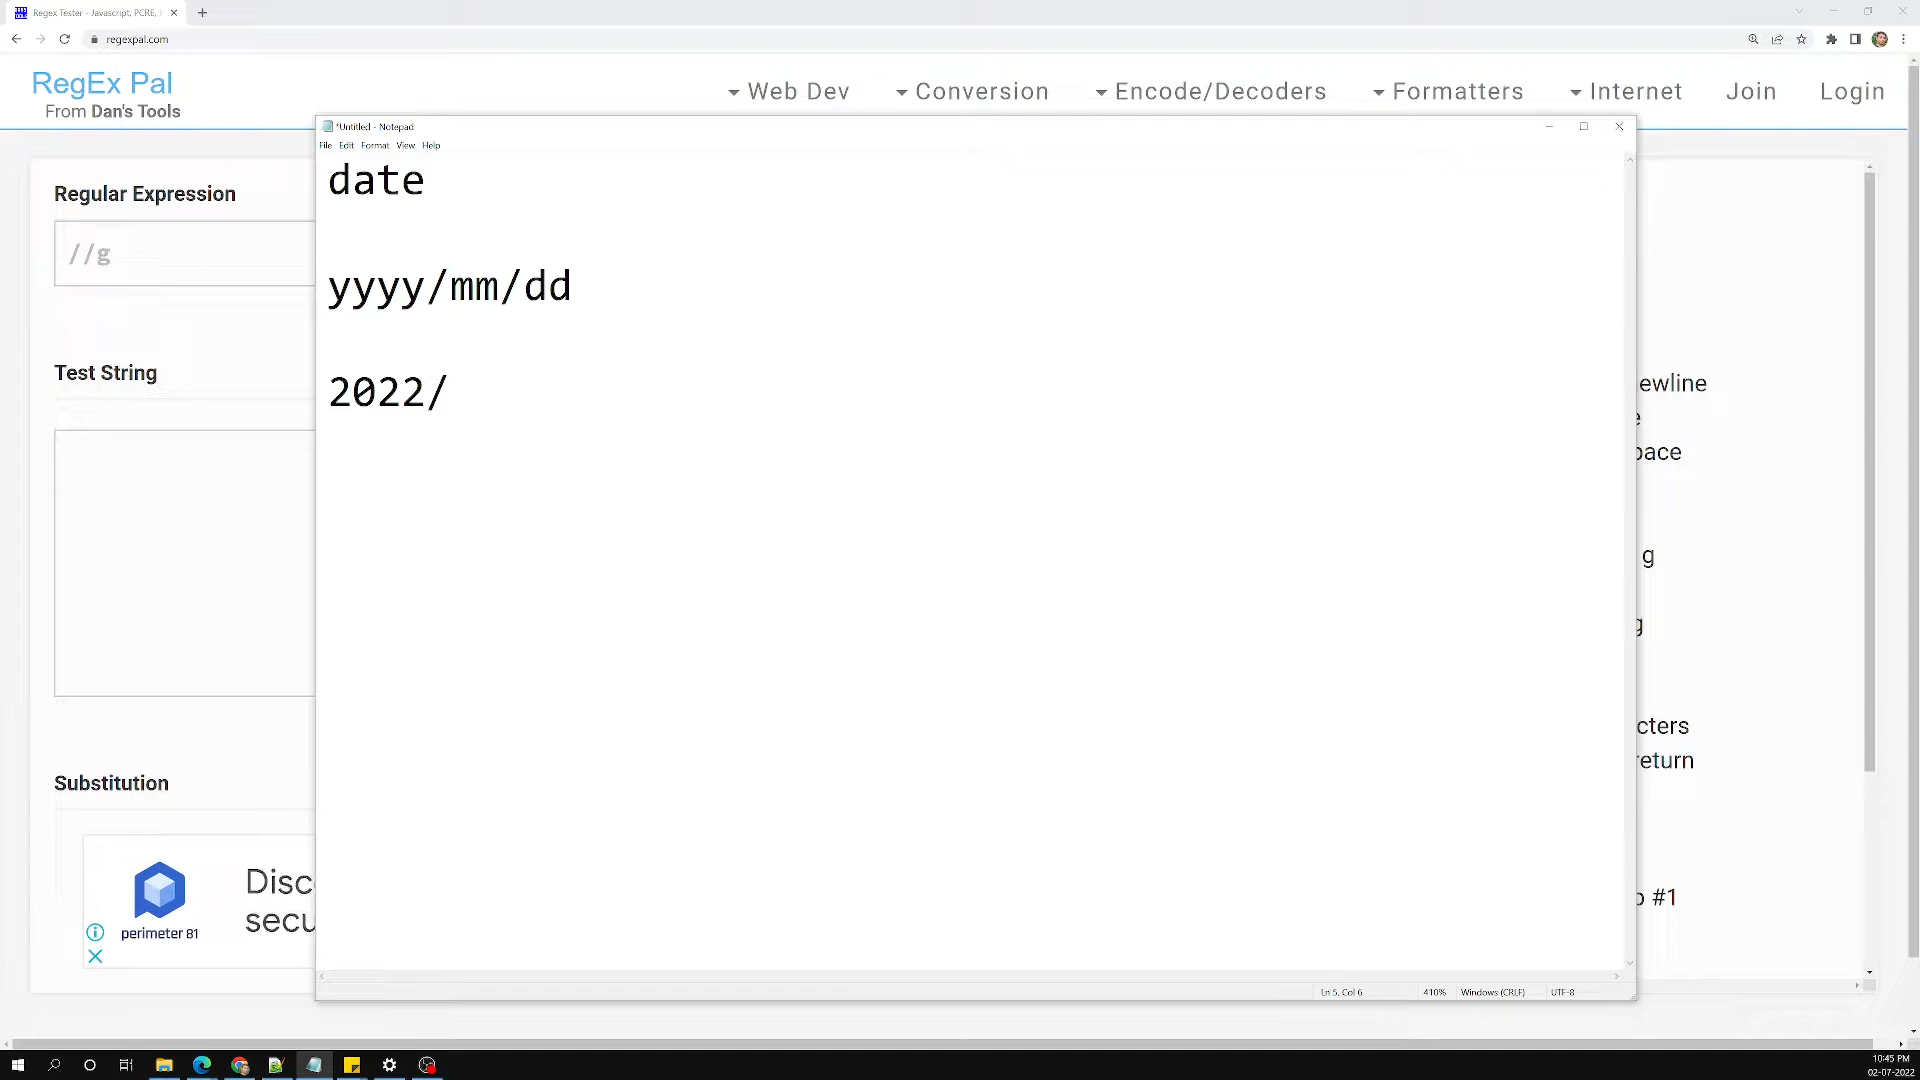 Regex Tester - Javascript, PCRE,
regexpal.com
RegEx Pal
From Dan's Tools
Web Dev
Conversion
Encode/Decoders
Formatters
Internet
Join
Login
*Untitled - Notepad
File Edit Format View Help
date
yyyy/mm/dd
2022/
Regular Expression
//g
Test String
Substitution
perimeter 81
Disc
secu
ewline
e
pace
g
g
cters
return
#1
Ln 5, Col 6
410%
Windows (CRLF)
UTF-8
10:45 PM
02-07-2022